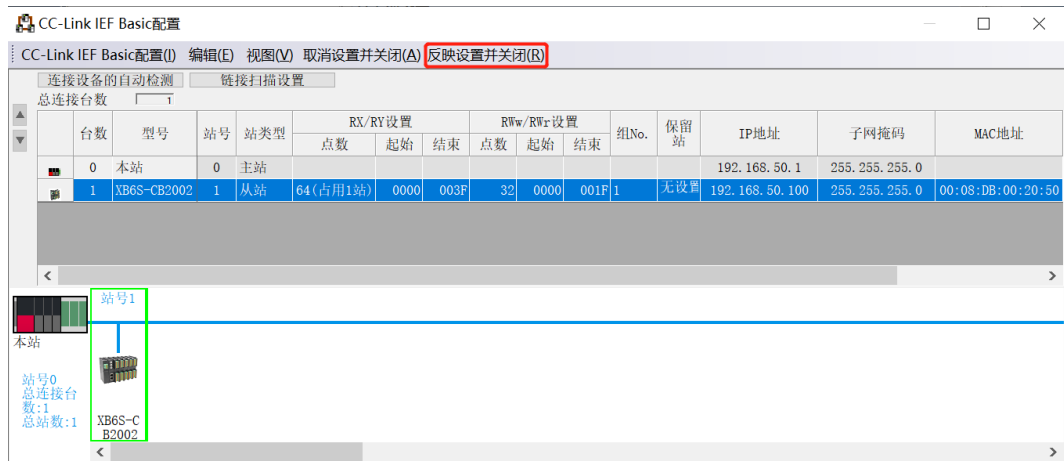 CC-Link IEF Basic配置
CC-Link IEF Basic配置(I) 编辑(E) 视图(V) 取消设置并关闭(A) 反映设置并关闭(R)
连接设备的自动检测 链接扫描设置
总连接台数 1
台数 型号 站号 站类型 RX/RY设置 RWw/RWr设置 组No. 保留站 IP地址 子网掩码 MAC地址
点数 起始 结束 点数 起始 结束
0 本站 0 主站 192.168.50.1 255.255.255.0
1 XB6S-CB2002 1 从站 64(占用1站) 0000 003F 32 0000 001F 1 无设置 192.168.50.100 255.255.255.0 00:08:DB:00:20:50
站号1
本站
站号0
总连接台
数:1
总站数:1
XB6S-C
B2002